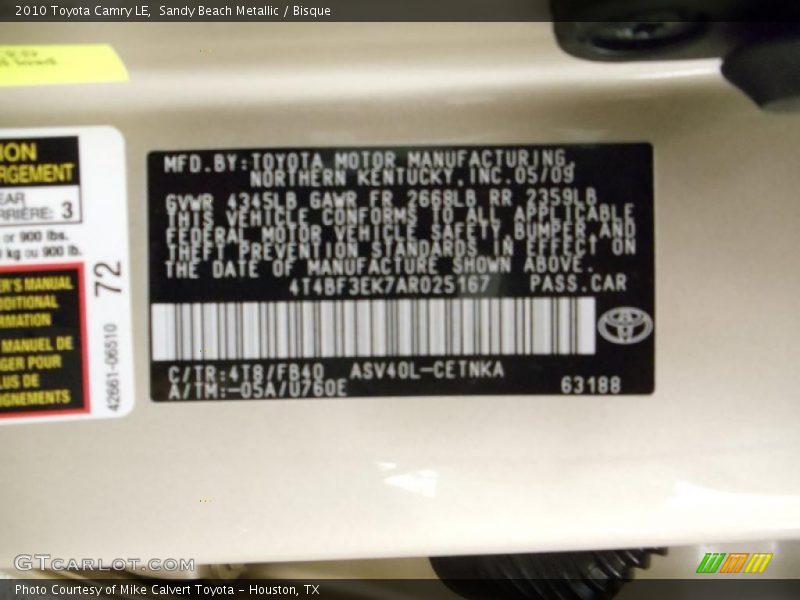 2010 Toyota Camry LE, Sandy Beach Metallic / Bisque
ION
RGEMENT
EAR
RRIÈRE: 3
or 900 lbs.
kg ou 900 lb.
ER'S MANUAL
DITIONAL
RMATION
MANUEL DE
GER POUR
LUS DE
IGNEMENTS
72
42661-06510
MFD.BY:TOYOTA MOTOR MANUFACTURING,
NORTHERN KENTUCKY,INC.05/09
GVWR 4345LB GAWR FR 2668LB RR 2359LB
THIS VEHICLE CONFORMS TO ALL APPLICABLE
FEDERAL MOTOR VEHICLE SAFETY,BUMPER AND
THEFT PREVENTION STANDARDS IN EFFECT ON
THE DATE OF MANUFACTURE SHOWN ABOVE.
4T4BF3EK7AR025167 PASS.CAR
C/TR:4T8/FB40 ASV40L-CETNKA
A/TM:-05A/U760E 63188
GTcarlot.com
Photo Courtesy of Mike Calvert Toyota - Houston, TX